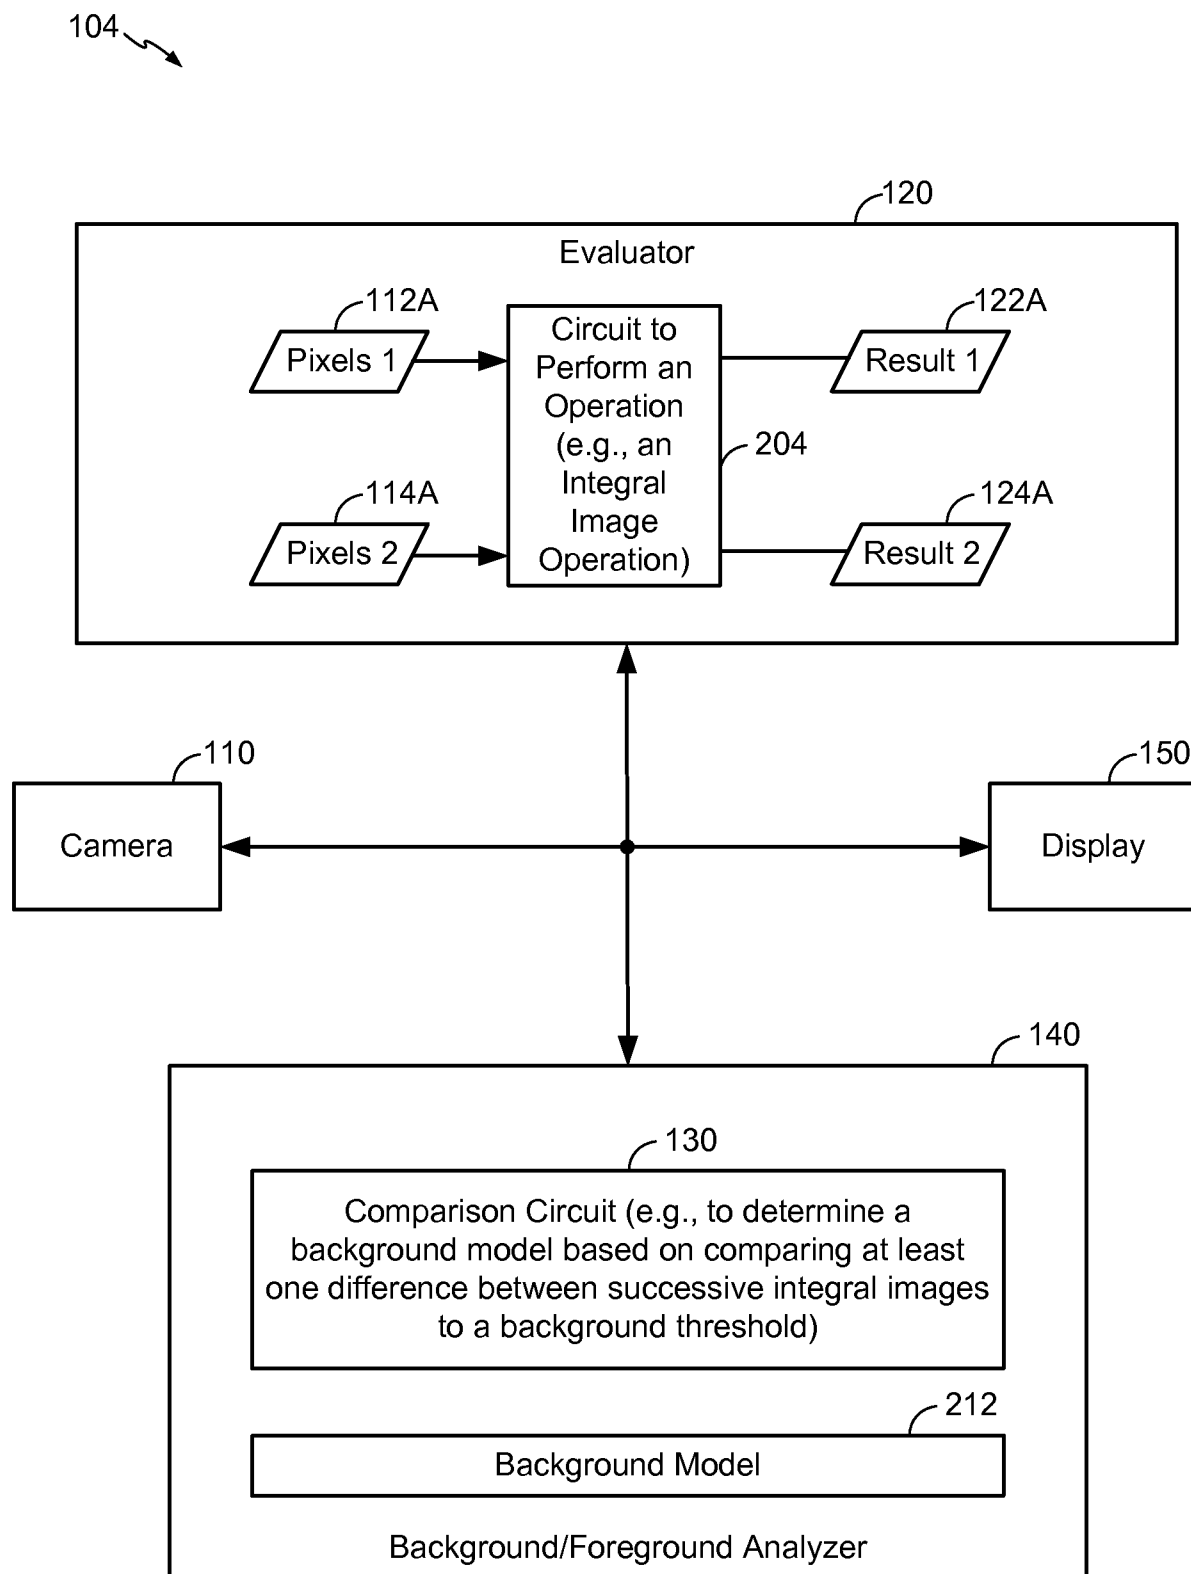 104
120
Evaluator
112A
Pixels 1
114A
Pixels 2
Circuit to
Perform an
Operation
(e.g., an
Integral
Image
Operation)
204
122A
Result 1
124A
Result 2
110
Camera
150
Display
140
130
Comparison Circuit (e.g., to determine a
background model based on comparing at least
one difference between successive integral images
to a background threshold)
212
Background Model
Background/Foreground Analyzer